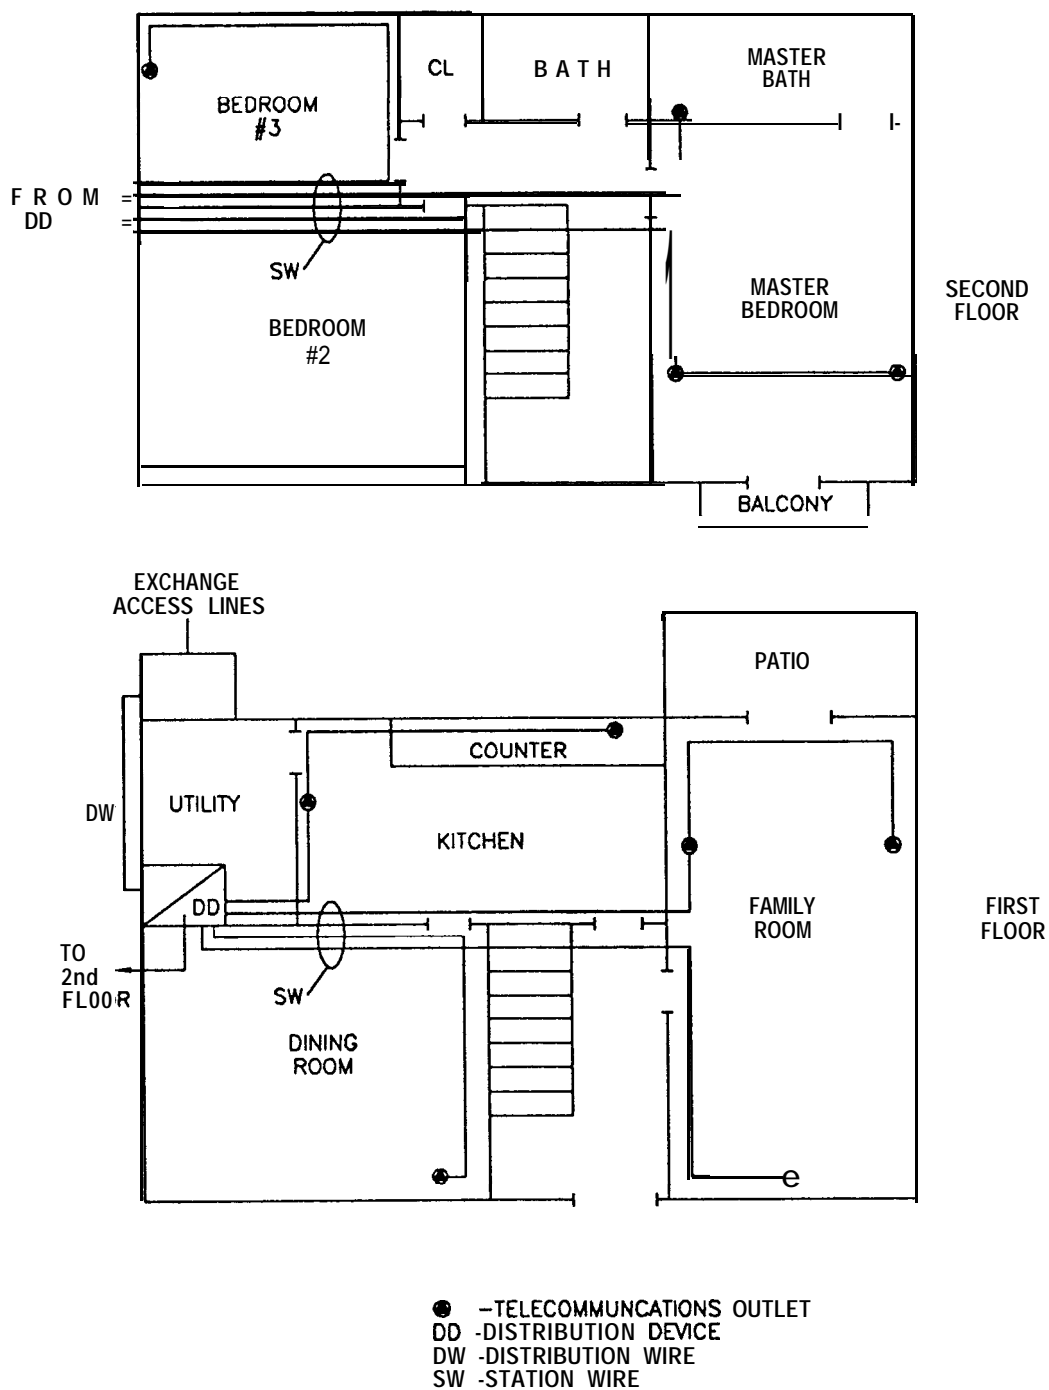 CL
BATH
MASTER
BATH
BEDROOM
#3
FROM =
DD =
SW
BEDROOM
#2
MASTER
BEDROOM
SECOND
FLOOR
BALCONY
EXCHANGE
ACCESS LINES
PATIO
COUNTER
DW
UTILITY
KITCHEN
DD
FAMILY
ROOM
FIRST
FLOOR
TO
2nd
FLOOR
SW
DINING
ROOM
e
-TELECOMMUNCATIONS OUTLET
DD -DISTRIBUTION DEVICE
DW -DISTRIBUTION WIRE
SW -STATION WIRE